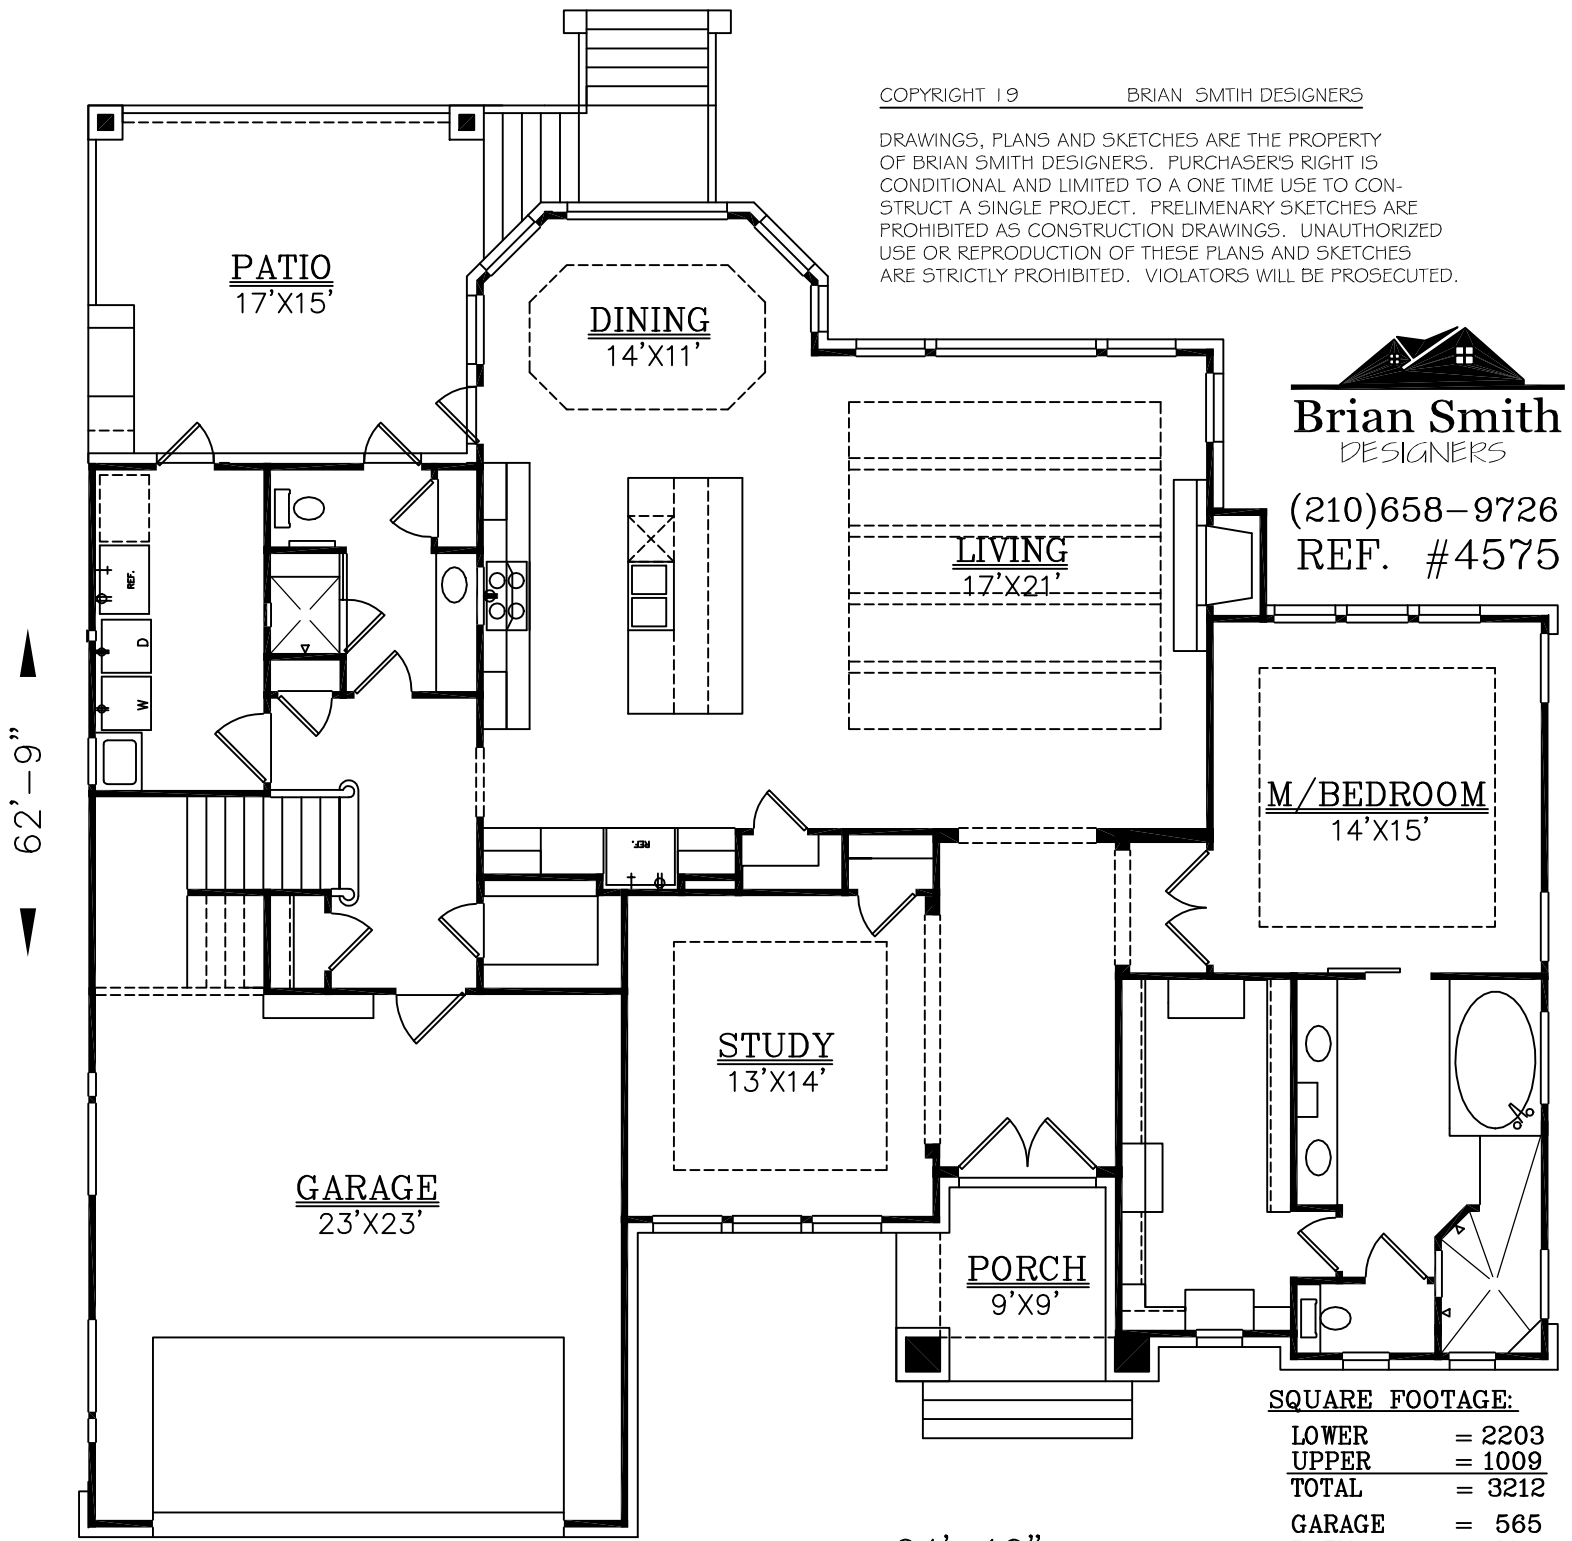 COPYRIGHT 19 BRIAN SMTIH DESIGNERS
DRAWINGS, PLANS AND SKETCHES ARE THE PROPERTY
OF BRIAN SMITH DESIGNERS. PURCHASER'S RIGHT IS
CONDITIONAL AND LIMITED TO A ONE TIME USE TO CON-
STRUCT A SINGLE PROJECT. PRELIMENARY SKETCHES ARE
PROHIBITED AS CONSTRUCTION DRAWINGS. UNAUTHORIZED
USE OR REPRODUCTION OF THESE PLANS AND SKETCHES
ARE STRICTLY PROHIBITED. VIOLATORS WILL BE PROSECUTED.
PATIO
17'X15'
DINING
14'X11'
Brian Smith
DESIGNERS
(210)658-9726
REF. #4575
LIVING
17'X21'
REF.
D
W
62'-9"
M/BEDROOM
14'X15'
REF.
STUDY
13'X14'
GARAGE
23'X23'
PORCH
9'X9'
SQUARE FOOTAGE:
LOWER = 2203
UPPER = 1009
TOTAL = 3212
GARAGE = 565